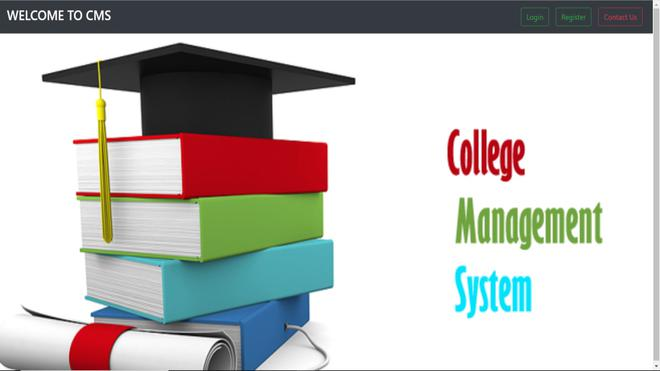 WELCOME TO CMS
Login
Register
Contact Us
College
Management
System